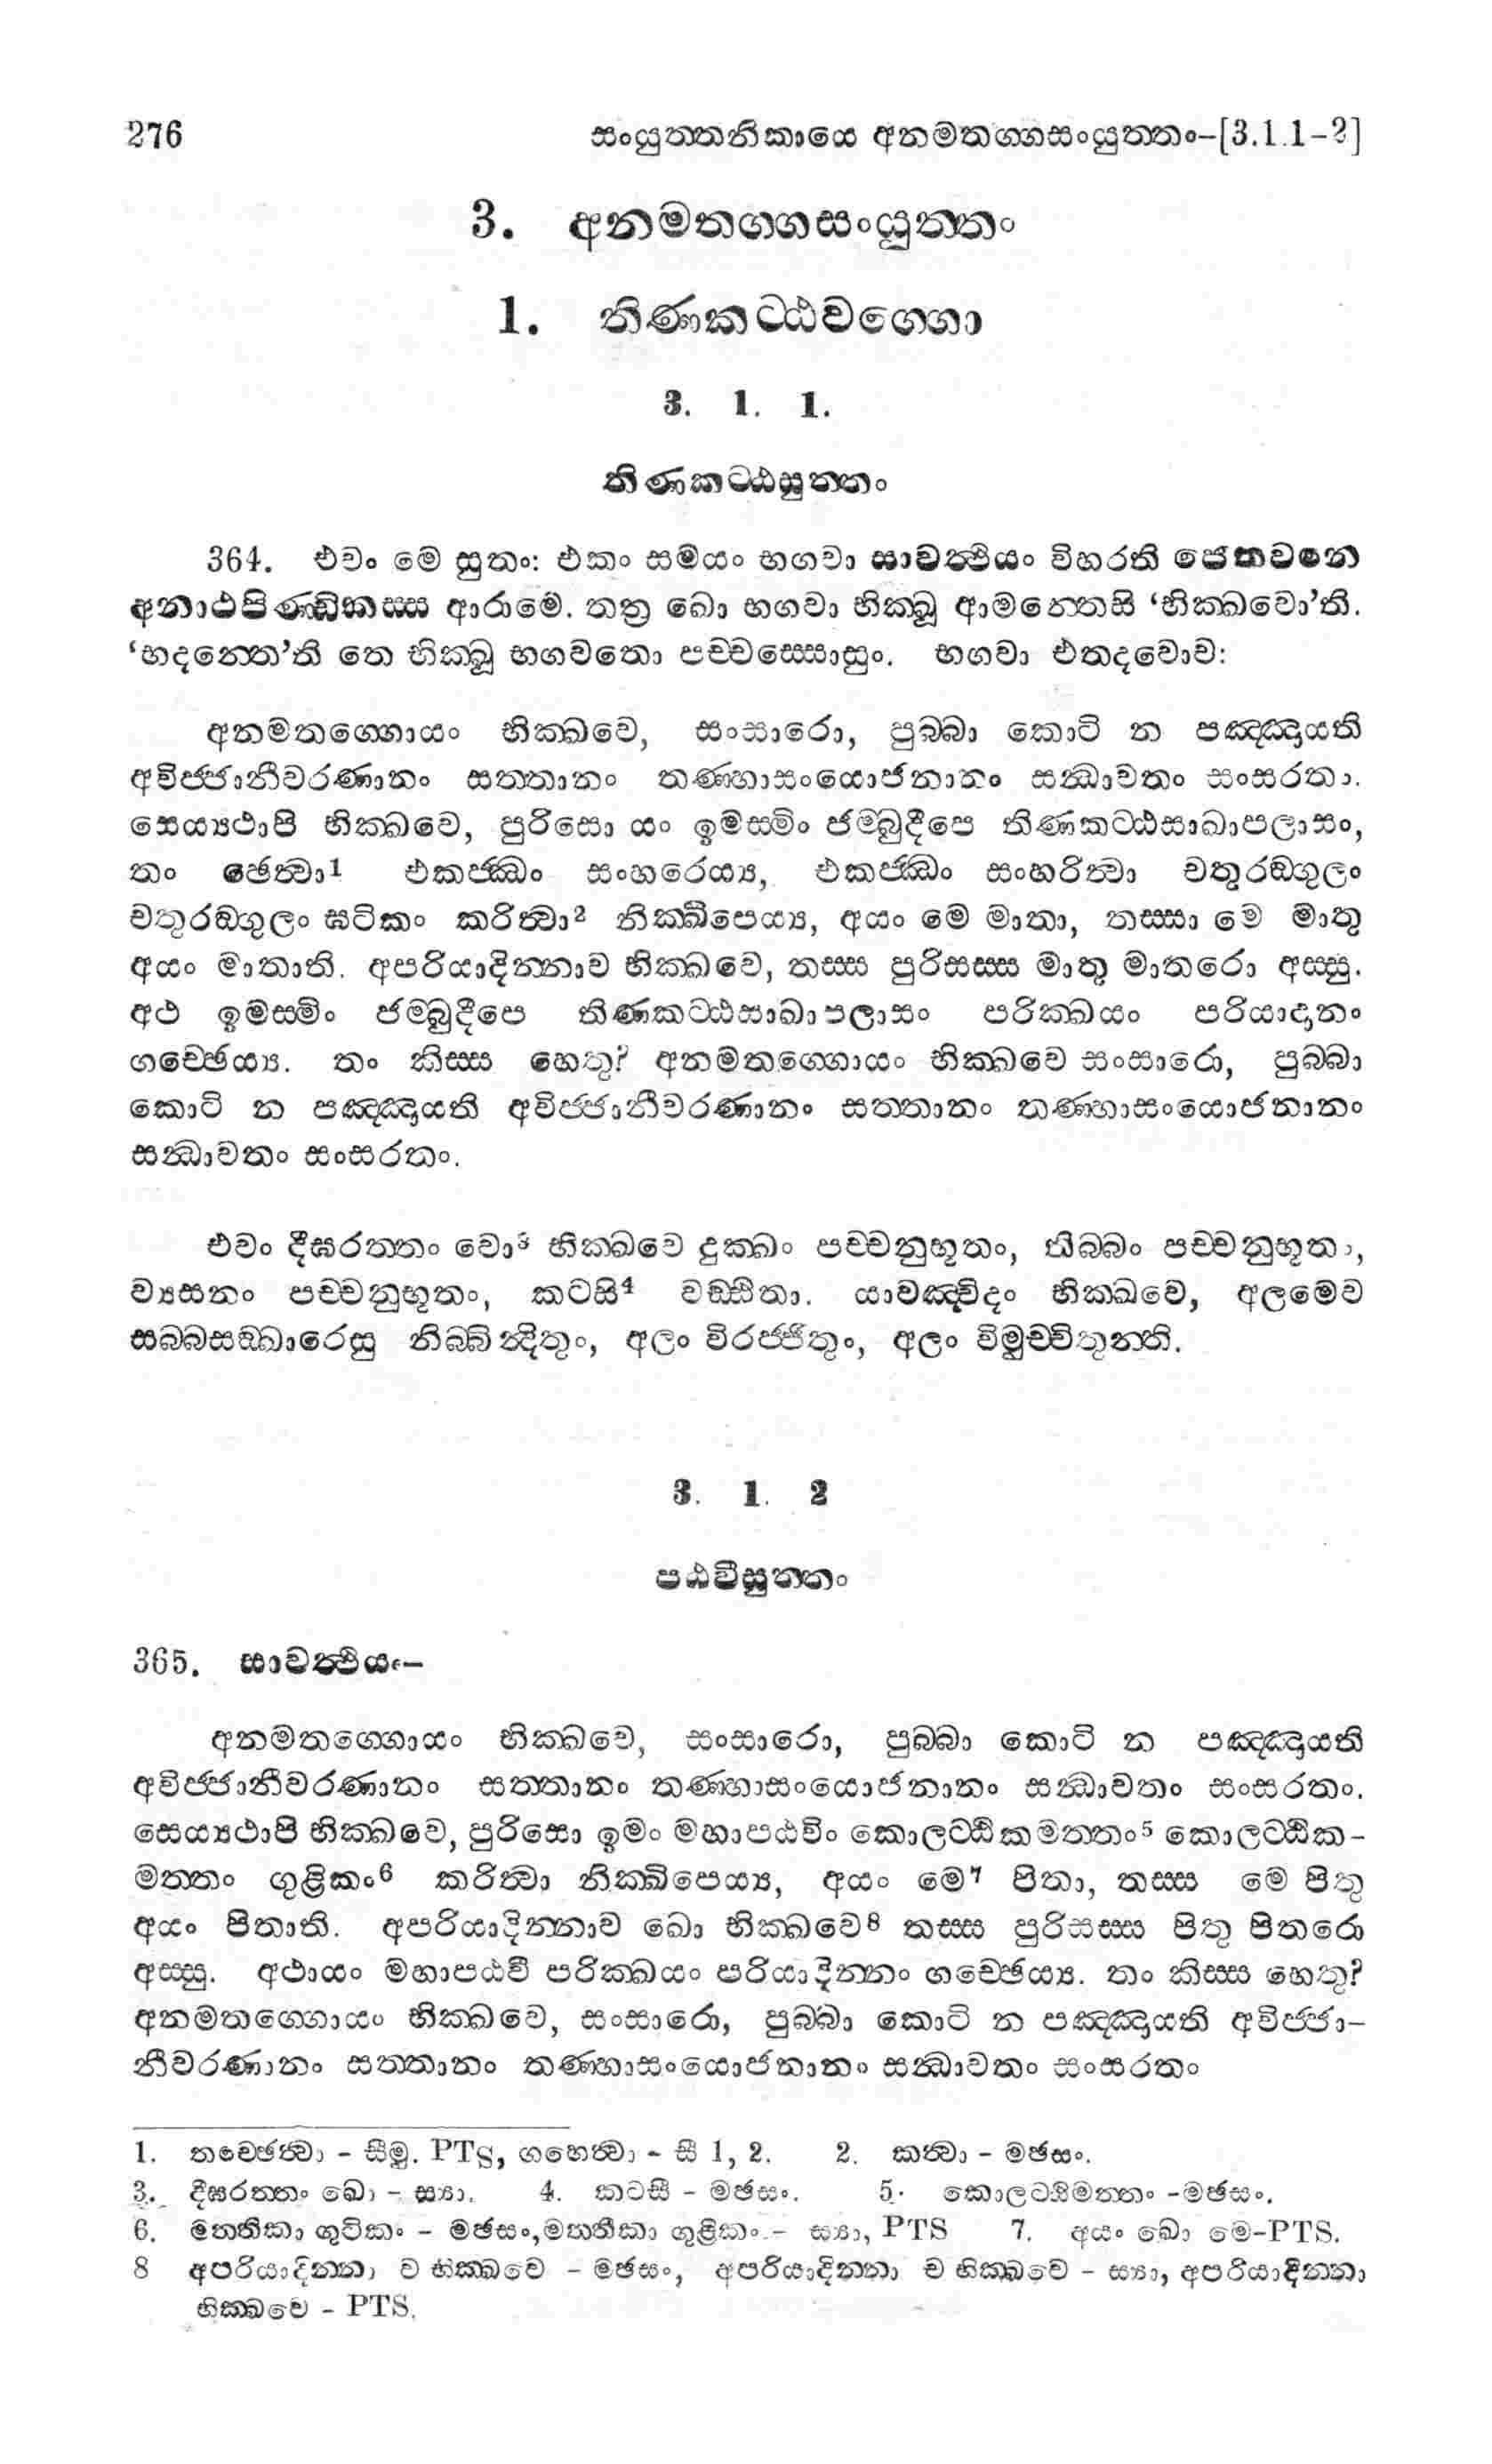 276 සංයුත්තනිකායෙ අනමතග්ගසංයුත්තං–[3.1.1–2]
3. අනමතග්ගසංයුත්තං
1. තිණකට්ඨවග්ගො
3. 1. 1.
තිණකට්ඨසුත්තං
364. එවං මෙ සුතං: එකං සමයං භගවා සාවත්ථියං විහරති ජෙතවනෙ
අනාථපිණ්ඩිකස්ස ආරාමෙ. තත්‍ර ඛො භගවා භික්ඛූ ආමන්තෙසි ‘භික්ඛවො’ති.
‘භදන්තෙ’ති තෙ භික්ඛූ භගවතො පච්චස්සොසුං. භගවා එතදවොච:
අනමතග්ගොයං භික්ඛවෙ, සංසාරො, පුබ්බා කොටි න පඤ්ඤායති
අවිජ්ජානීවරණානං සත්තානං තණ්හාසංයොජනානං සන්ධාවතං සංසරතං.
සෙය්‍යථාපි භික්ඛවෙ, පුරිසො යං ඉමස්මිං ජම්බුදීපෙ තිණකට්ඨසාඛාපලාසං,
තං ඡෙත්‍වා1 එකජ්ඣං සංහරෙය්‍ය, එකජ්ඣං සංහරිත්‍වා චතුරඞ්ගුලං
චතුරඞ්ගුලං ඝටිකං කරිත්‍වා2 නික්ඛිපෙය්‍ය, අයං මෙ මාතා, තස්සා මෙ මාතු
අයං මාතාති. අපරියාදින්නාව භික්ඛවෙ, තස්ස පුරිසස්ස මාතු මාතරො අස්සු.
අථ ඉමස්මිං ජම්බුදීපෙ තිණකට්ඨසාඛාපලාසං පරික්ඛයං පරියාදානං
ගච්ඡෙය්‍ය. තං කිස්ස හෙතු? අනමතග්ගොයං භික්ඛවෙ සංසාරො, පුබ්බා
කොටි න පඤ්ඤායති අවිජ්ජානීවරණානං සත්තානං තණ්හාසංයොජනානං
සන්ධාවතං සංසරතං.
එවං දීඝරත්තං වො3 භික්ඛවෙ දුක්ඛං පච්චනුභූතං, තිබ්බං පච්චනුභූතං,
ව්‍යසනං පච්චනුභූතං, කටසි4 වඩ්ඪිතා. යාවඤ්චිදං භික්ඛවෙ, අලමෙව
සබ්බසඞ්ඛාරෙසු නිබ්බින්දිතුං, අලං විරජ්ජිතුං, අලං විමුච්චිතුන්ති.
3. 1. 2
පඨවීසුත්තං
365. සාවත්ථියං–
අනමතග්ගොයං භික්ඛවෙ, සංසාරො, පුබ්බා කොටි න පඤ්ඤායති
අවිජ්ජානීවරණානං සත්තානං තණ්හාසංයොජනානං සන්ධාවතං සංසරතං.
සෙය්‍යථාපි භික්ඛවෙ, පුරිසො ඉමං මහාපඨවිං කොලට්ඨිකමත්තං5 කොලට්ඨික-
මත්තං ගුළිකං6 කරිත්‍වා නික්ඛිපෙය්‍ය, අයං මෙ7 පිතා, තස්ස මෙ පිතු
අයං පිතාති. අපරියාදින්නාව ඛො භික්ඛවෙ8 තස්ස පුරිසස්ස පිතු පිතරො
අස්සු. අථායං මහාපඨවී පරික්ඛයං පරියාදින්නං ගච්ඡෙය්‍ය. තං කිස්ස හෙතු?
අනමතග්ගොයං භික්ඛවෙ, සංසාරො, පුබ්බා කොටි න පඤ්ඤායති අවිජ්ජා-
නීවරණානං සත්තානං තණ්හාසංයොජනානං සන්ධාවතං සංසරතං
1. තච්ඡෙත්‍වා – සීමු. PTS, ගහෙත්‍වා – සී 1, 2. 2. කත්‍වා – මඡසං.
3. දීඝරත්තං ඛො – ස්‍යා. 4. කටසී – මඡසං. 5. කොලට්ඨිමත්තං –මඡසං.
6. මත්තිකා ගුටිකං – මඡසං,මත්තිකා ගුළිකං – ස්‍යා, PTS 7. අයං ඛො මෙ–PTS.
8 අපරියාදින්නා ව භික්ඛවෙ – මඡසං, අපරියාදින්නා ච භික්ඛවෙ – ස්‍යා, අපරියාදින්නා
භික්ඛවෙ – PTS.